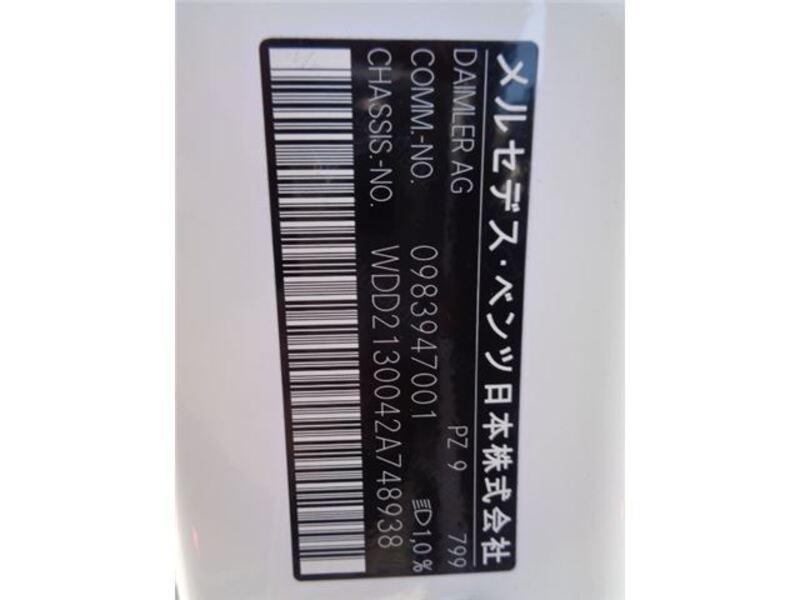 メルセデス・ベンツ日本株式会社
DAIMLER AG PZ 9 799
COMM.-NO. 0983947001 1,0%
CHASSIS.-NO. WDD2130042A748938